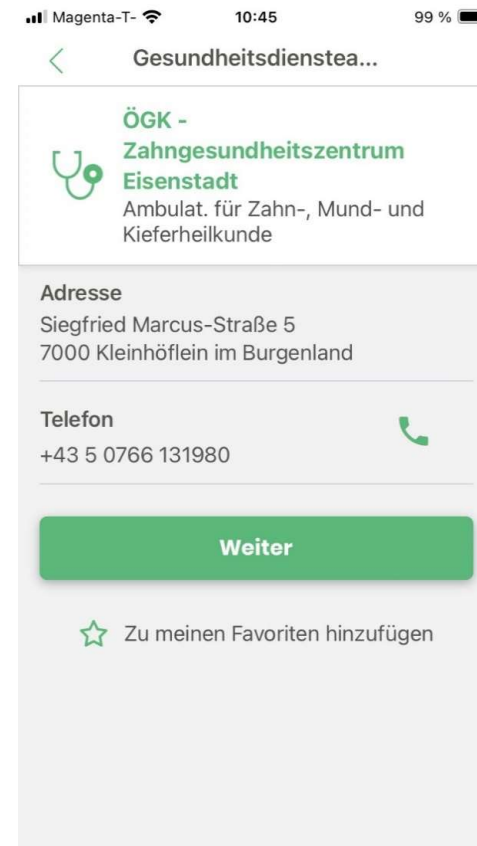 Magenta-T- 10:45 99 %
Gesundheitsdienstea...
ÖGK -
Zahngesundheitszentrum
Eisenstadt
Ambulat. für Zahn-, Mund- und
Kieferheilkunde
Adresse
Siegfried Marcus-Straße 5
7000 Kleinhöflein im Burgenland
Telefon
+43 5 0766 131980
Weiter
Zu meinen Favoriten hinzufügen